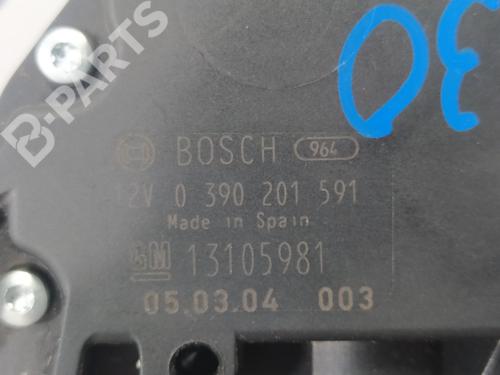 B-PARTS
30
BOSCH 964
12V 0 390 201 591
Made in Spain
GM 13105981
05.03.04 003